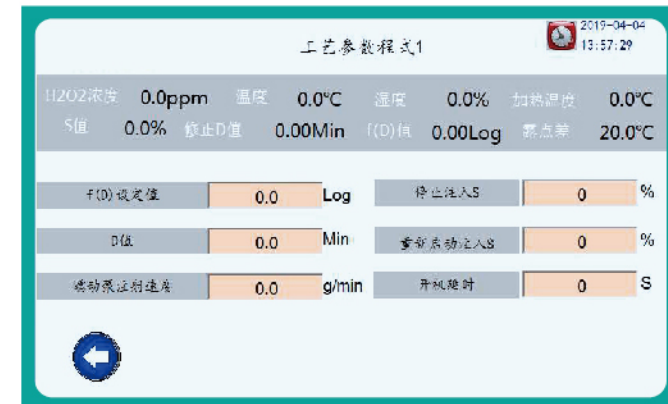 工艺参数程式1
2019-04-04
13:57:29
H2O2浓度 0.0ppm 温度 0.0℃ 湿度 0.0% 加热温度 0.0℃
S值 0.0% 修正D值 0.00Min f(D)值 0.00Log 露点差 20.0℃
f(D)设定值 0.0 Log 停止注入S 0 %
D值 0.0 Min 重新启动注入S 0 %
蠕动泵注射速度 0.0 g/min 开机延时 0 S